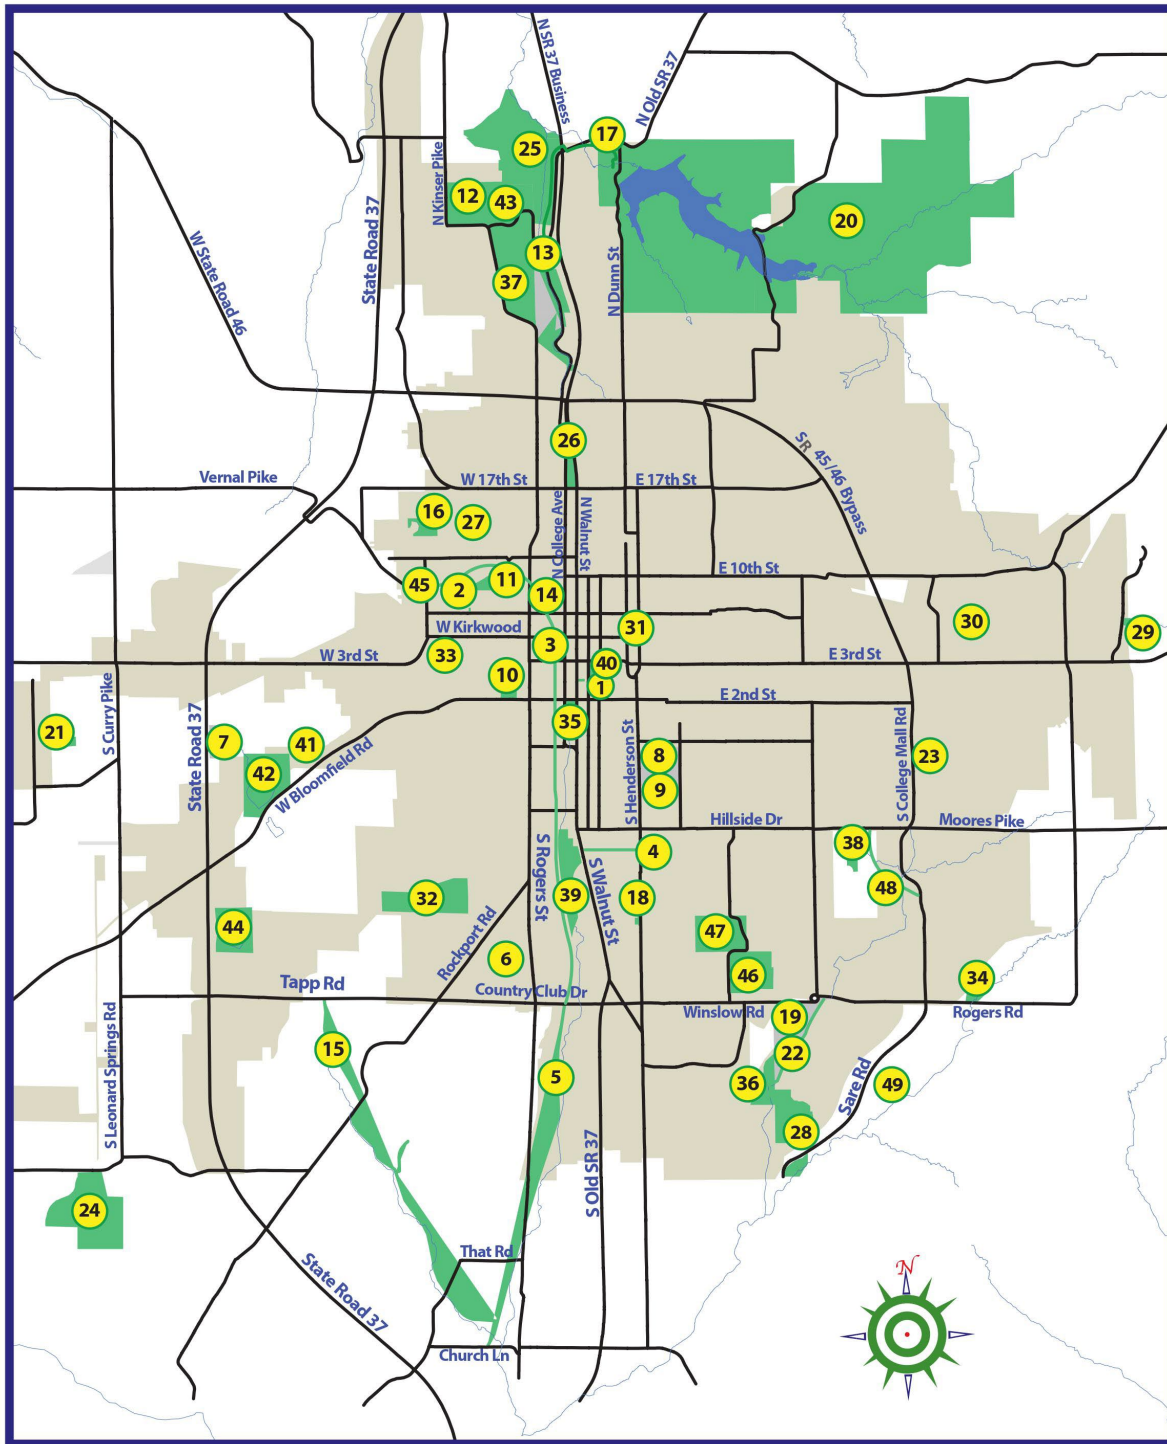 N SR 37 Business
N Old SR 37
17
25
N Kinser Pike
12
43
State Road 37
20
W State Road 46
13
N Dunn St
37
26
SR 45/46 Bypass
Vernal Pike
W 17th St
E 17th St
16
27
N College Ave
N Walnut St
E 10th St
45
2
11
14
W Kirkwood
31
30
29
3
W 3rd St
33
40
E 3rd St
10
1
E 2nd St
S Curry Pike
21
State Road 37
7
41
42
W Bloomfield Rd
35
S Henderson St
8
9
S College Mall Rd
23
Hillside Dr
Moores Pike
4
38
S Rogers St
S Walnut St
39
18
48
32
44
Rockport Rd
47
6
46
34
Tapp Rd
Country Club Dr
Winslow Rd
Rogers Rd
19
15
22
5
36
49
Sare Rd
S Leonard Springs Rd
28
S Old SR 37
24
That Rd
State Road 37
Church Ln
N